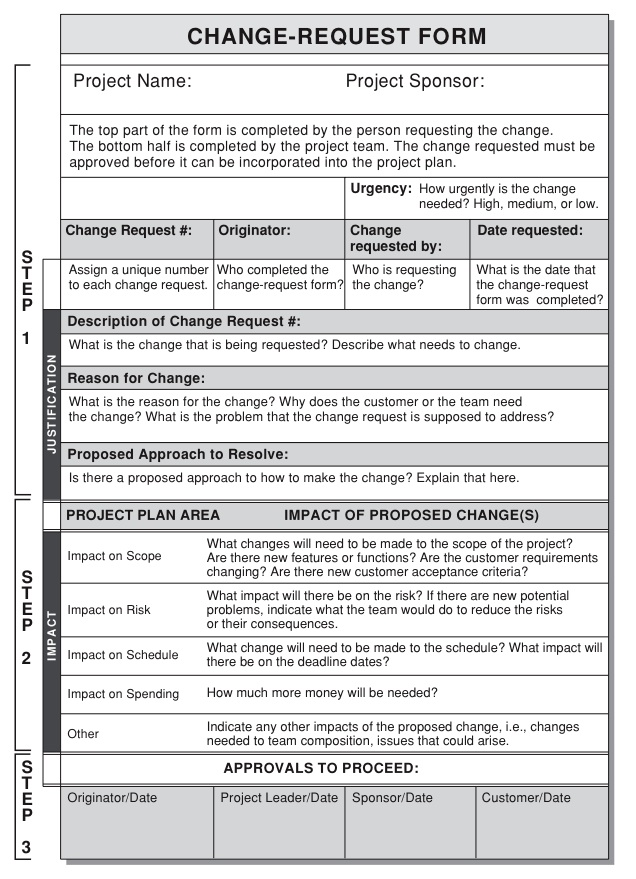 CHANGE-REQUEST FORM
Project Name:
Project Sponsor:
The top part of the form is completed by the person requesting the change.
The bottom half is completed by the project team. The change requested must be
approved before it can be incorporated into the project plan.
Urgency: How urgently is the change
needed? High, medium, or low.
STEP 1
Change Request #:
Originator:
Change
requested by:
Date requested:
Assign a unique number
to each change request.
Who completed the
change-request form?
Who is requesting
the change?
What is the date that
the change-request
form was completed?
JUSTIFICATION
Description of Change Request #:
What is the change that is being requested? Describe what needs to change.
Reason for Change:
What is the reason for the change? Why does the customer or the team need
the change? What is the problem that the change request is supposed to address?
Proposed Approach to Resolve:
Is there a proposed approach to how to make the change? Explain that here.
STEP 2
PROJECT PLAN AREA
IMPACT OF PROPOSED CHANGE(S)
IMPACT
Impact on Scope
What changes will need to be made to the scope of the project?
Are there new features or functions? Are the customer requirements
changing? Are there new customer acceptance criteria?
Impact on Risk
What impact will there be on the risk? If there are new potential
problems, indicate what the team would do to reduce the risks
or their consequences.
Impact on Schedule
What change will need to be made to the schedule? What impact will
there be on the deadline dates?
Impact on Spending
How much more money will be needed?
Other
Indicate any other impacts of the proposed change, i.e., changes
needed to team composition, issues that could arise.
STEP 3
APPROVALS TO PROCEED:
Originator/Date
Project Leader/Date
Sponsor/Date
Customer/Date